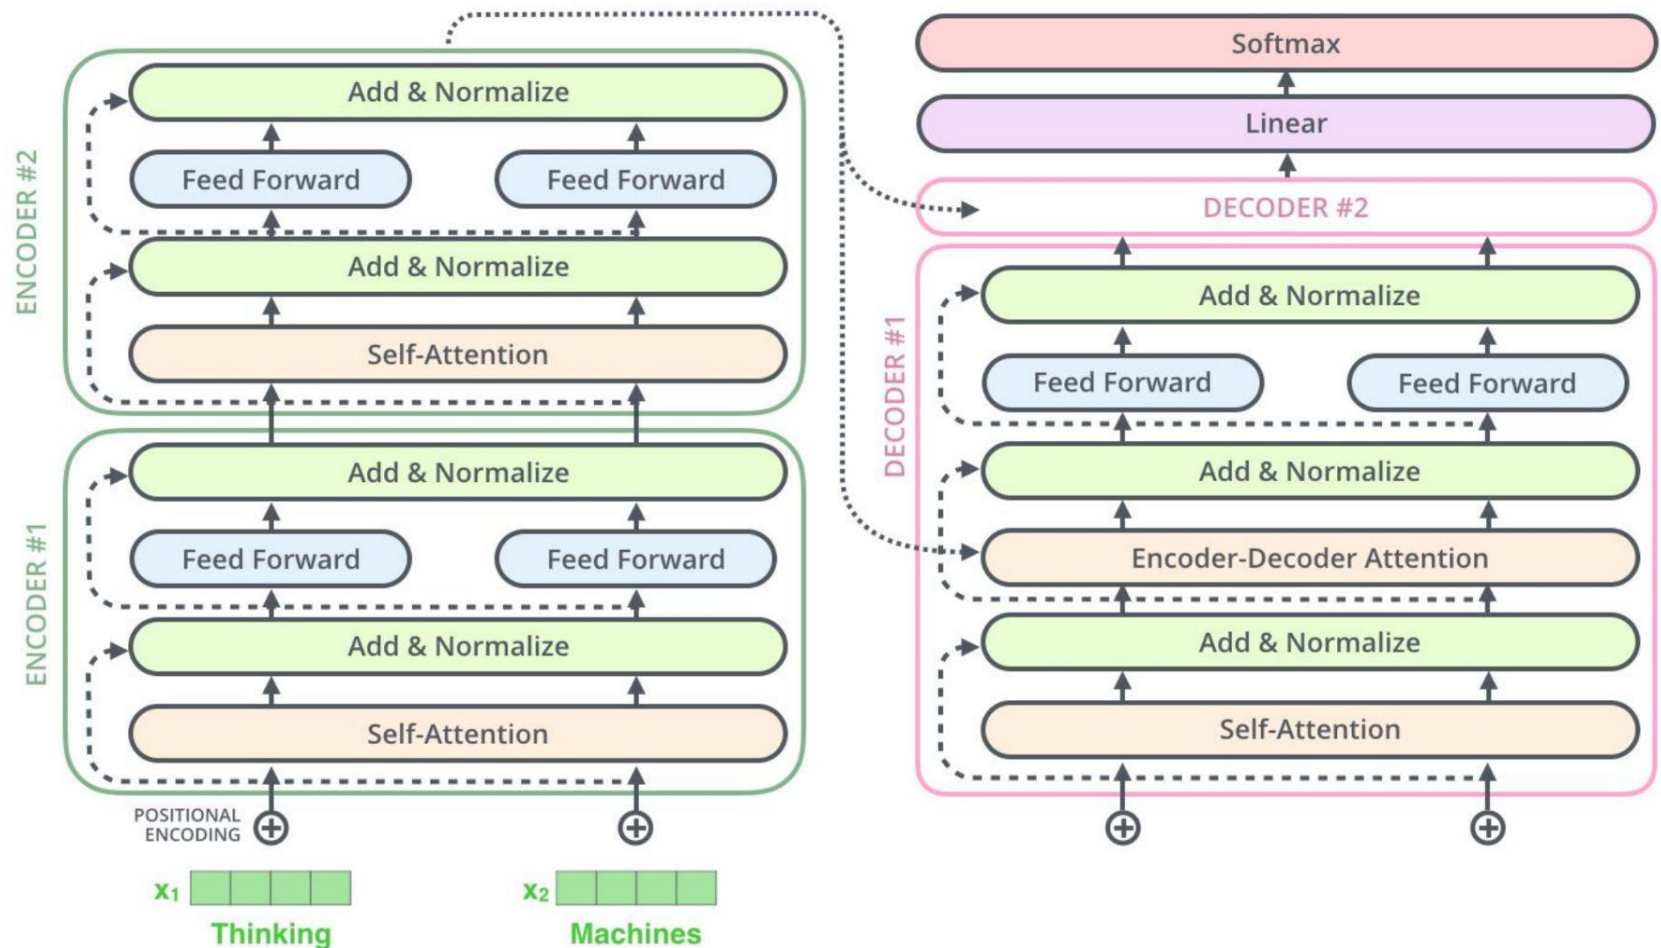 ENCODER #2
Add & Normalize
Feed Forward
Feed Forward
Add & Normalize
Self-Attention
ENCODER #1
Add & Normalize
Feed Forward
Feed Forward
Add & Normalize
Self-Attention
POSITIONAL
ENCODING
x₁
x₂
Thinking
Machines
Softmax
Linear
DECODER #2
DECODER #1
Add & Normalize
Feed Forward
Feed Forward
Add & Normalize
Encoder-Decoder Attention
Add & Normalize
Self-Attention